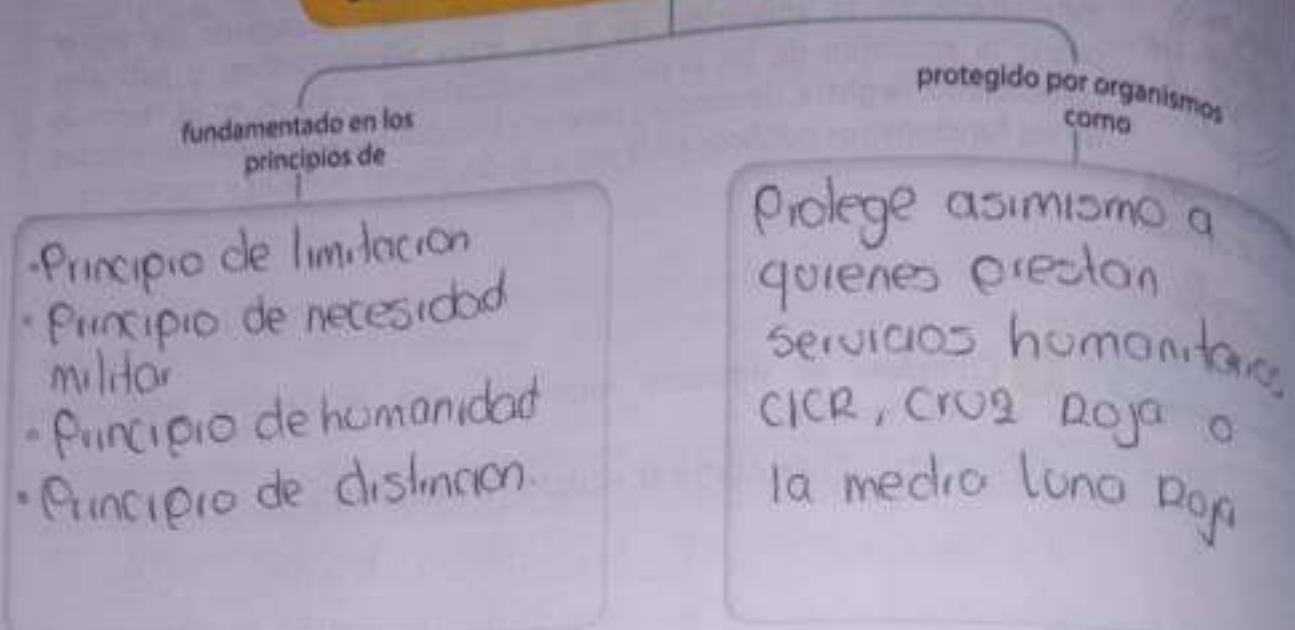 fundamentado en los
principios de
protegido por organismos
como
·Principio de limitacion
· Principio de necesidad
militar
· Principio de humanidad
· Principio de distincion.
Protege asimismo a
quienes prestan
servicios humanitarios,
CICR, Cruz Roja o
la media luna Roja